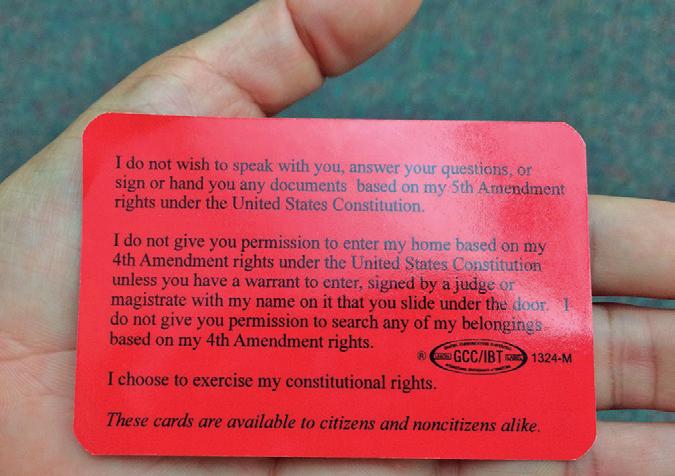 I do not wish to speak with you, answer your questions, or
sign or hand you any documents based on my 5th Amendment
rights under the United States Constitution.
I do not give you permission to enter my home based on my
4th Amendment rights under the United States Constitution
unless you have a warrant to enter, signed by a judge or
magistrate with my name on it that you slide under the door. I
do not give you permission to search any of my belongings
based on my 4th Amendment rights.
® GCC/IBT 1324-M
I choose to exercise my constitutional rights.
These cards are available to citizens and noncitizens alike.